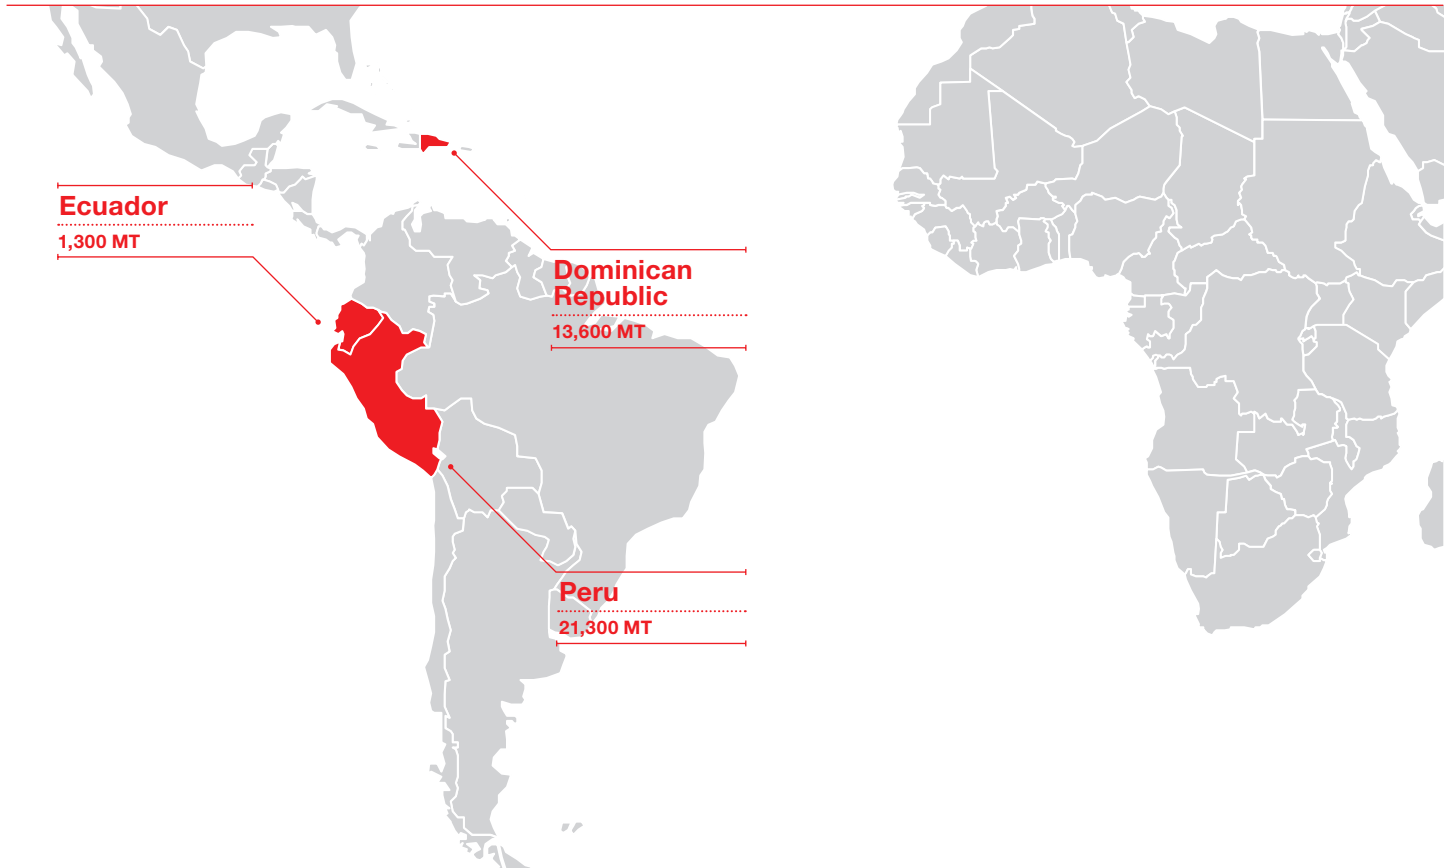 Ecuador
1,300 MT
Dominican
Republic
13,600 MT
Peru
21,300 MT